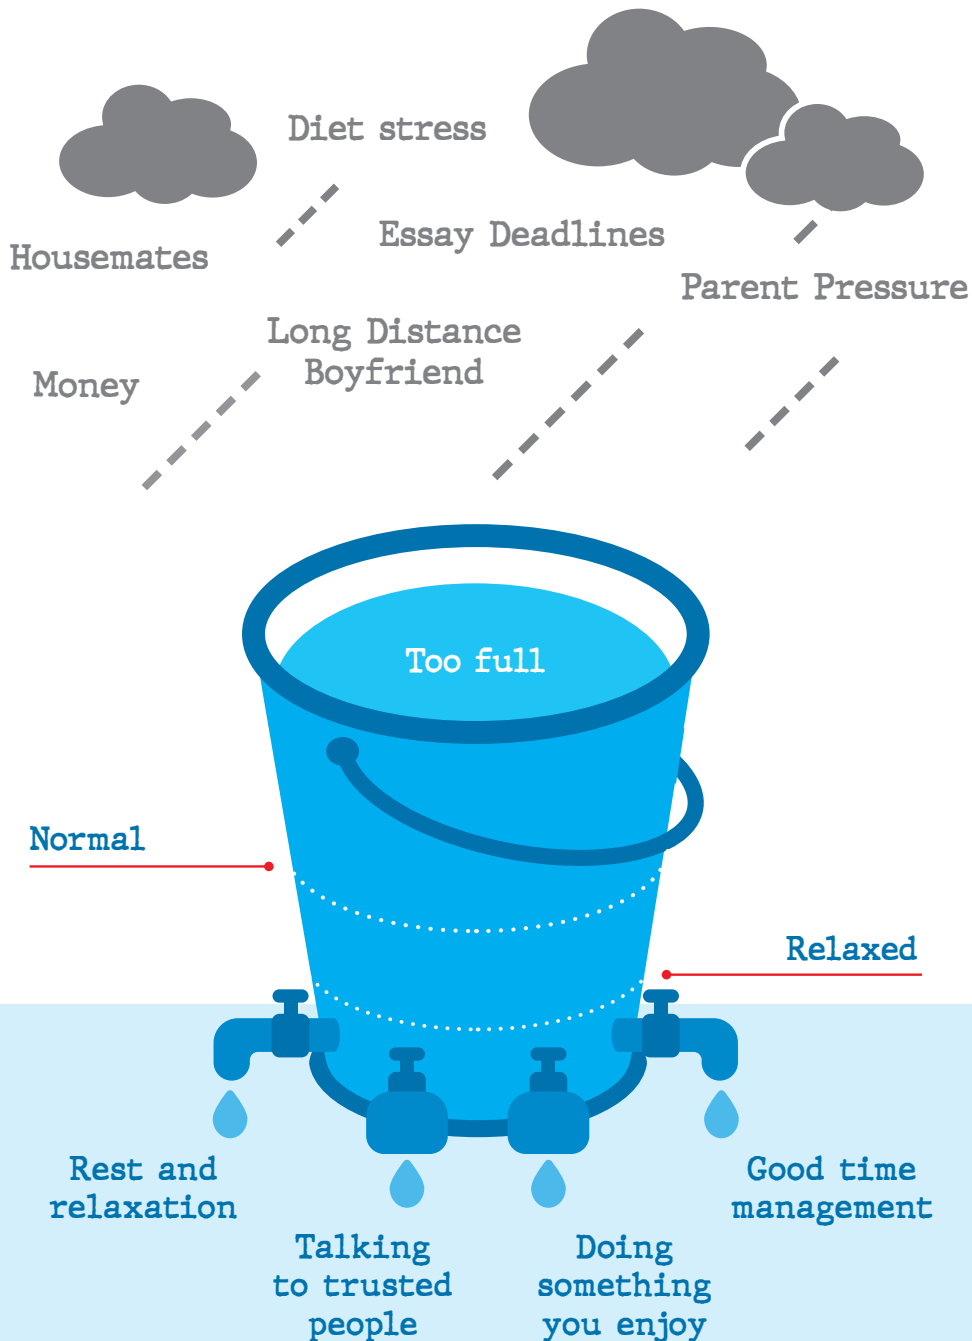 Diet stress
Essay Deadlines
Housemates
Parent Pressure
Long Distance
Boyfriend
Money
Too full
Normal
Relaxed
Rest and
relaxation
Talking
to trusted
people
Doing
something
you enjoy
Good time
management